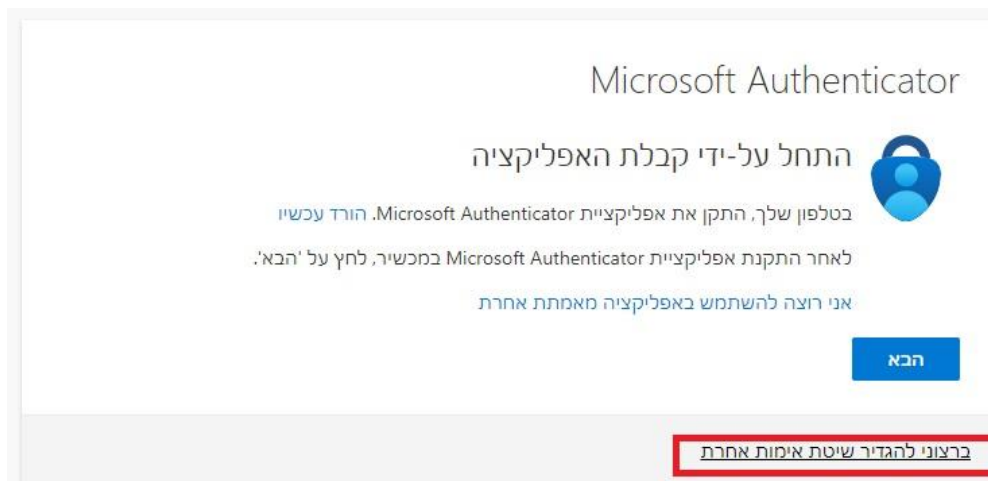 Microsoft Authenticator
התחל על-ידי קבלת האפליקציה
בטלפון שלך, התקן את אפליקציית Microsoft Authenticator. הורד עכשיו
לאחר התקנת אפליקציית Microsoft Authenticator במכשיר, לחץ על 'הבא'.
אני רוצה להשתמש באפליקציה מאמתת אחרת
הבא
ברצוני להגדיר שיטת אימות אחרת